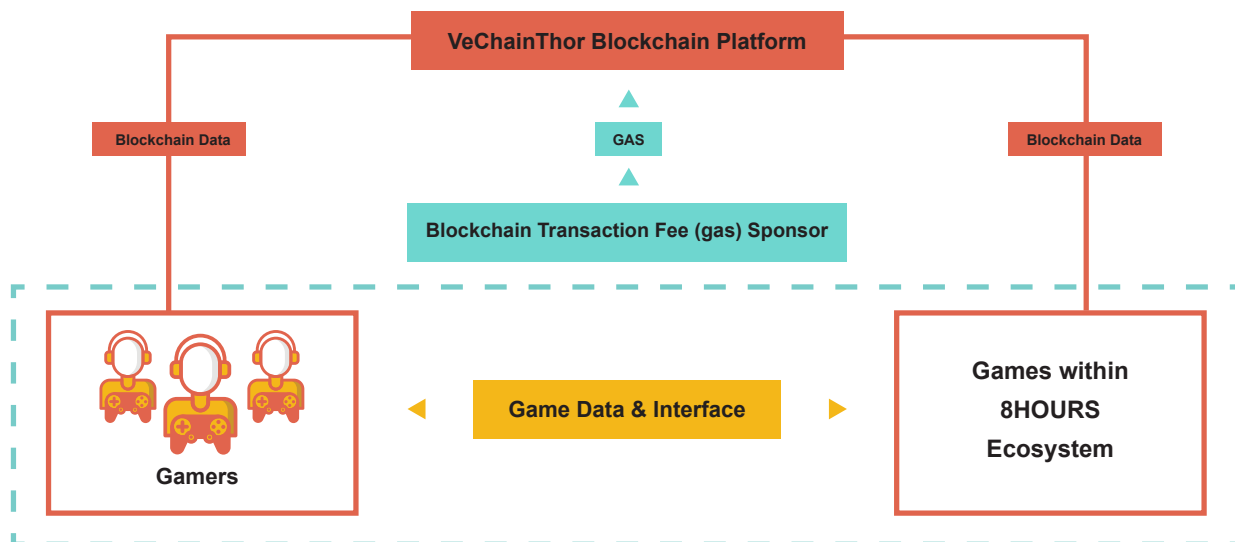 VeChainThor Blockchain Platform
Blockchain Data
GAS
Blockchain Data
Blockchain Transaction Fee (gas) Sponsor
Gamers
Game Data & Interface
Games within
8HOURS
Ecosystem